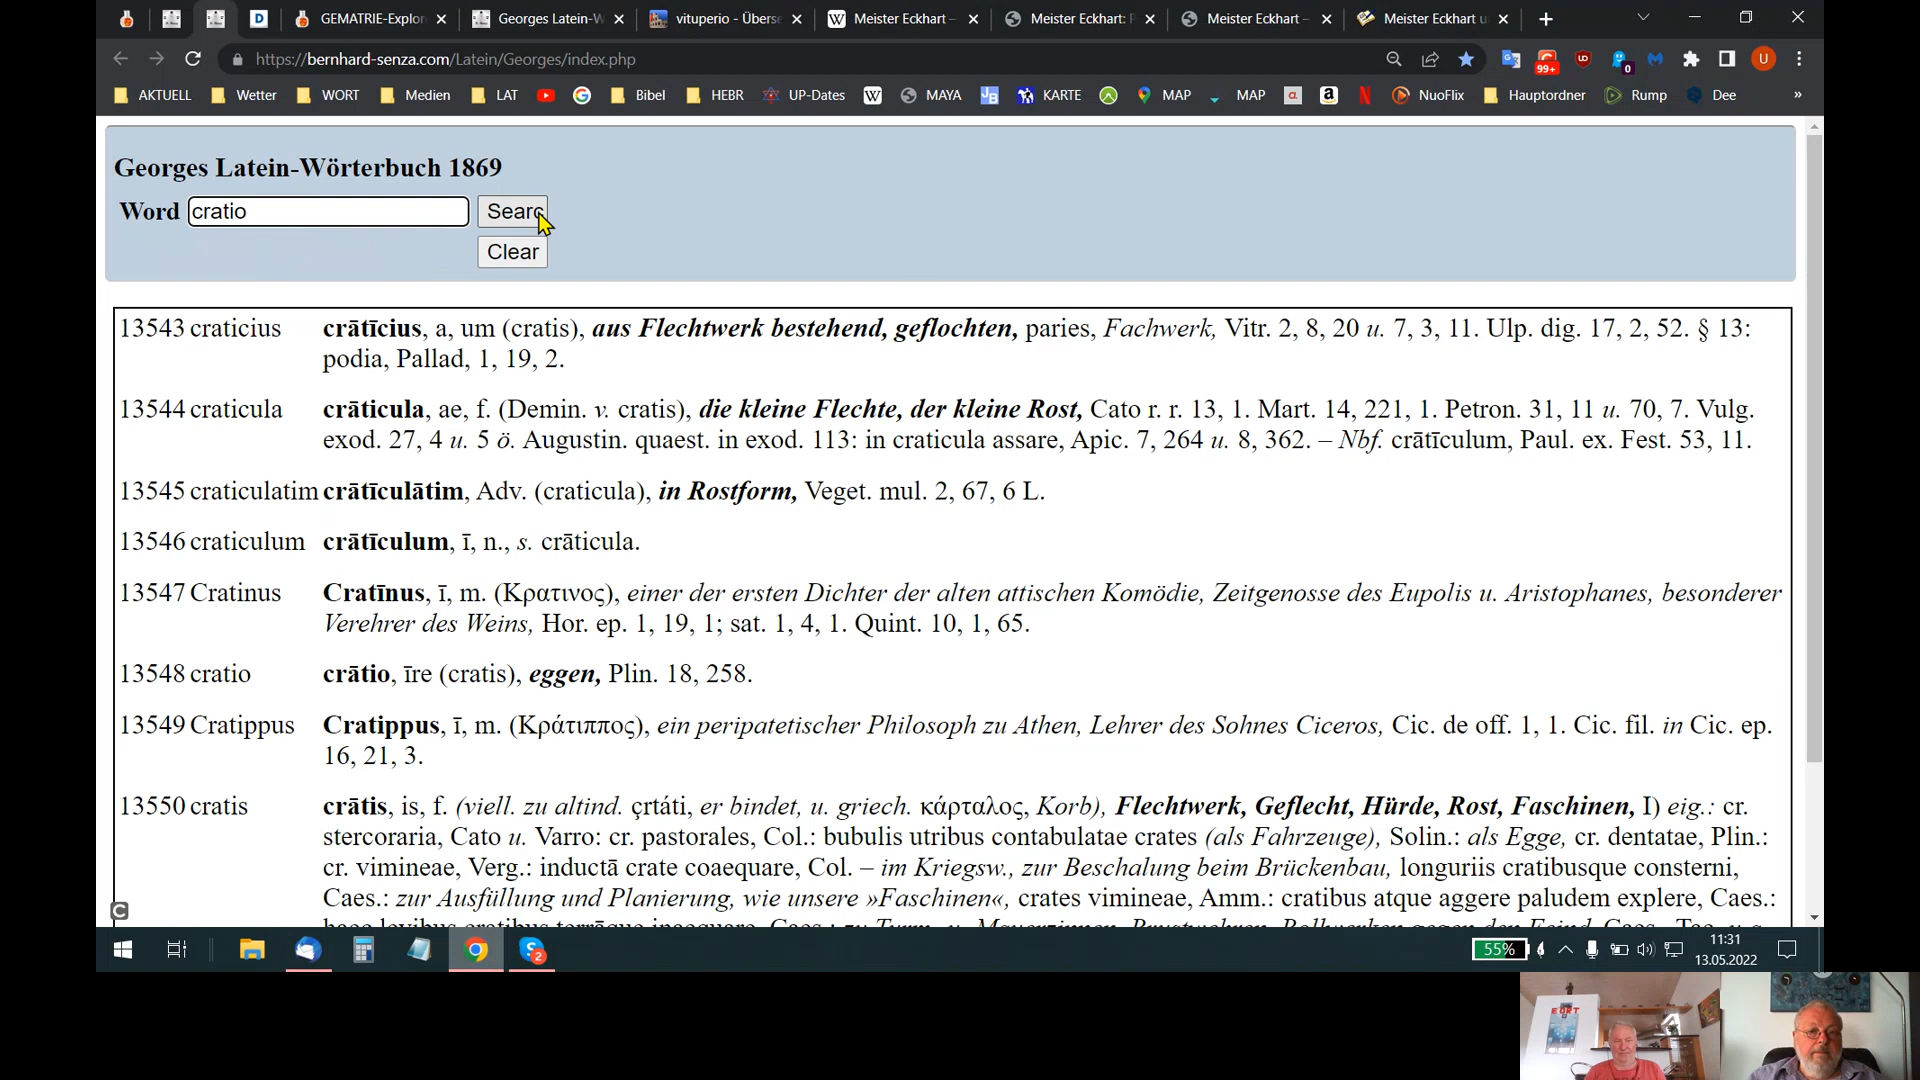 GEMATRIE-Explor
Georges Latein-W
vituperio - Überse
Meister Eckhart –
Meister Eckhart: P
Meister Eckhart –
Meister Eckhart u
https://bernhard-senza.com/Latein/Georges/index.php
99+
0
U
AKTUELL Wetter WORT Medien LAT Bibel HEBR UP-Dates MAYA KARTE MAP MAP NuoFlix Hauptordner Rump Dee »
Georges Latein-Wörterbuch 1869
Word cratio Searc
Clear
13543 craticius crātīcius, a, um (cratis), aus Flechtwerk bestehend, geflochten, paries, Fachwerk, Vitr. 2, 8, 20 u. 7, 3, 11. Ulp. dig. 17, 2, 52. § 13:
podia, Pallad, 1, 19, 2.
13544 craticula crāticula, ae, f. (Demin. v. cratis), die kleine Flechte, der kleine Rost, Cato r. r. 13, 1. Mart. 14, 221, 1. Petron. 31, 11 u. 70, 7. Vulg.
exod. 27, 4 u. 5 ö. Augustin. quaest. in exod. 113: in craticula assare, Apic. 7, 264 u. 8, 362. – Nbf. crātīculum, Paul. ex. Fest. 53, 11.
13545 craticulatim crātīculātim, Adv. (craticula), in Rostform, Veget. mul. 2, 67, 6 L.
13546 craticulum crātīculum, ī, n., s. crāticula.
13547 Cratinus Cratīnus, ī, m. (Κρατινος), einer der ersten Dichter der alten attischen Komödie, Zeitgenosse des Eupolis u. Aristophanes, besonderer
Verehrer des Weins, Hor. ep. 1, 19, 1; sat. 1, 4, 1. Quint. 10, 1, 65.
13548 cratio crātio, īre (cratis), eggen, Plin. 18, 258.
13549 Cratippus Cratippus, ī, m. (Κράτιππος), ein peripatetischer Philosoph zu Athen, Lehrer des Sohnes Ciceros, Cic. de off. 1, 1. Cic. fil. in Cic. ep.
16, 21, 3.
13550 cratis crātis, is, f. (viell. zu altind. çrtáti, er bindet, u. griech. κάρταλος, Korb), Flechtwerk, Geflecht, Hürde, Rost, Faschinen, I) eig.: cr.
stercoraria, Cato u. Varro: cr. pastorales, Col.: bubulis utribus contabulatae crates (als Fahrzeuge), Solin.: als Egge, cr. dentatae, Plin.:
cr. vimineae, Verg.: inductā crate coaequare, Col. – im Kriegsw., zur Beschalung beim Brückenbau, longuriis cratibusque consterni,
Caes.: zur Ausfüllung und Planierung, wie unsere »Faschinen«, crates vimineae, Amm.: cratibus atque aggere paludem explere, Caes.:
55%
11:31
13.05.2022
2